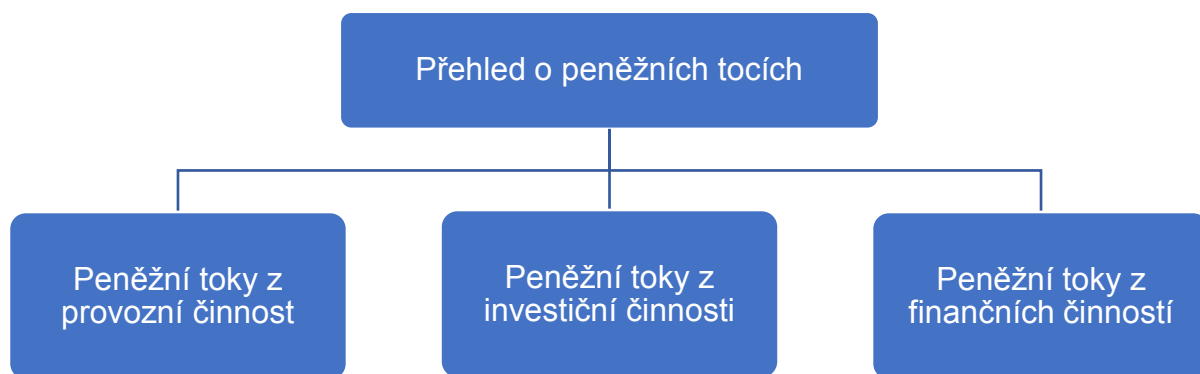 Přehled o peněžních tocích
Peněžní toky z
provozní činnost
Peněžní toky z
investiční činnosti
Peněžní toky z
finančních činností